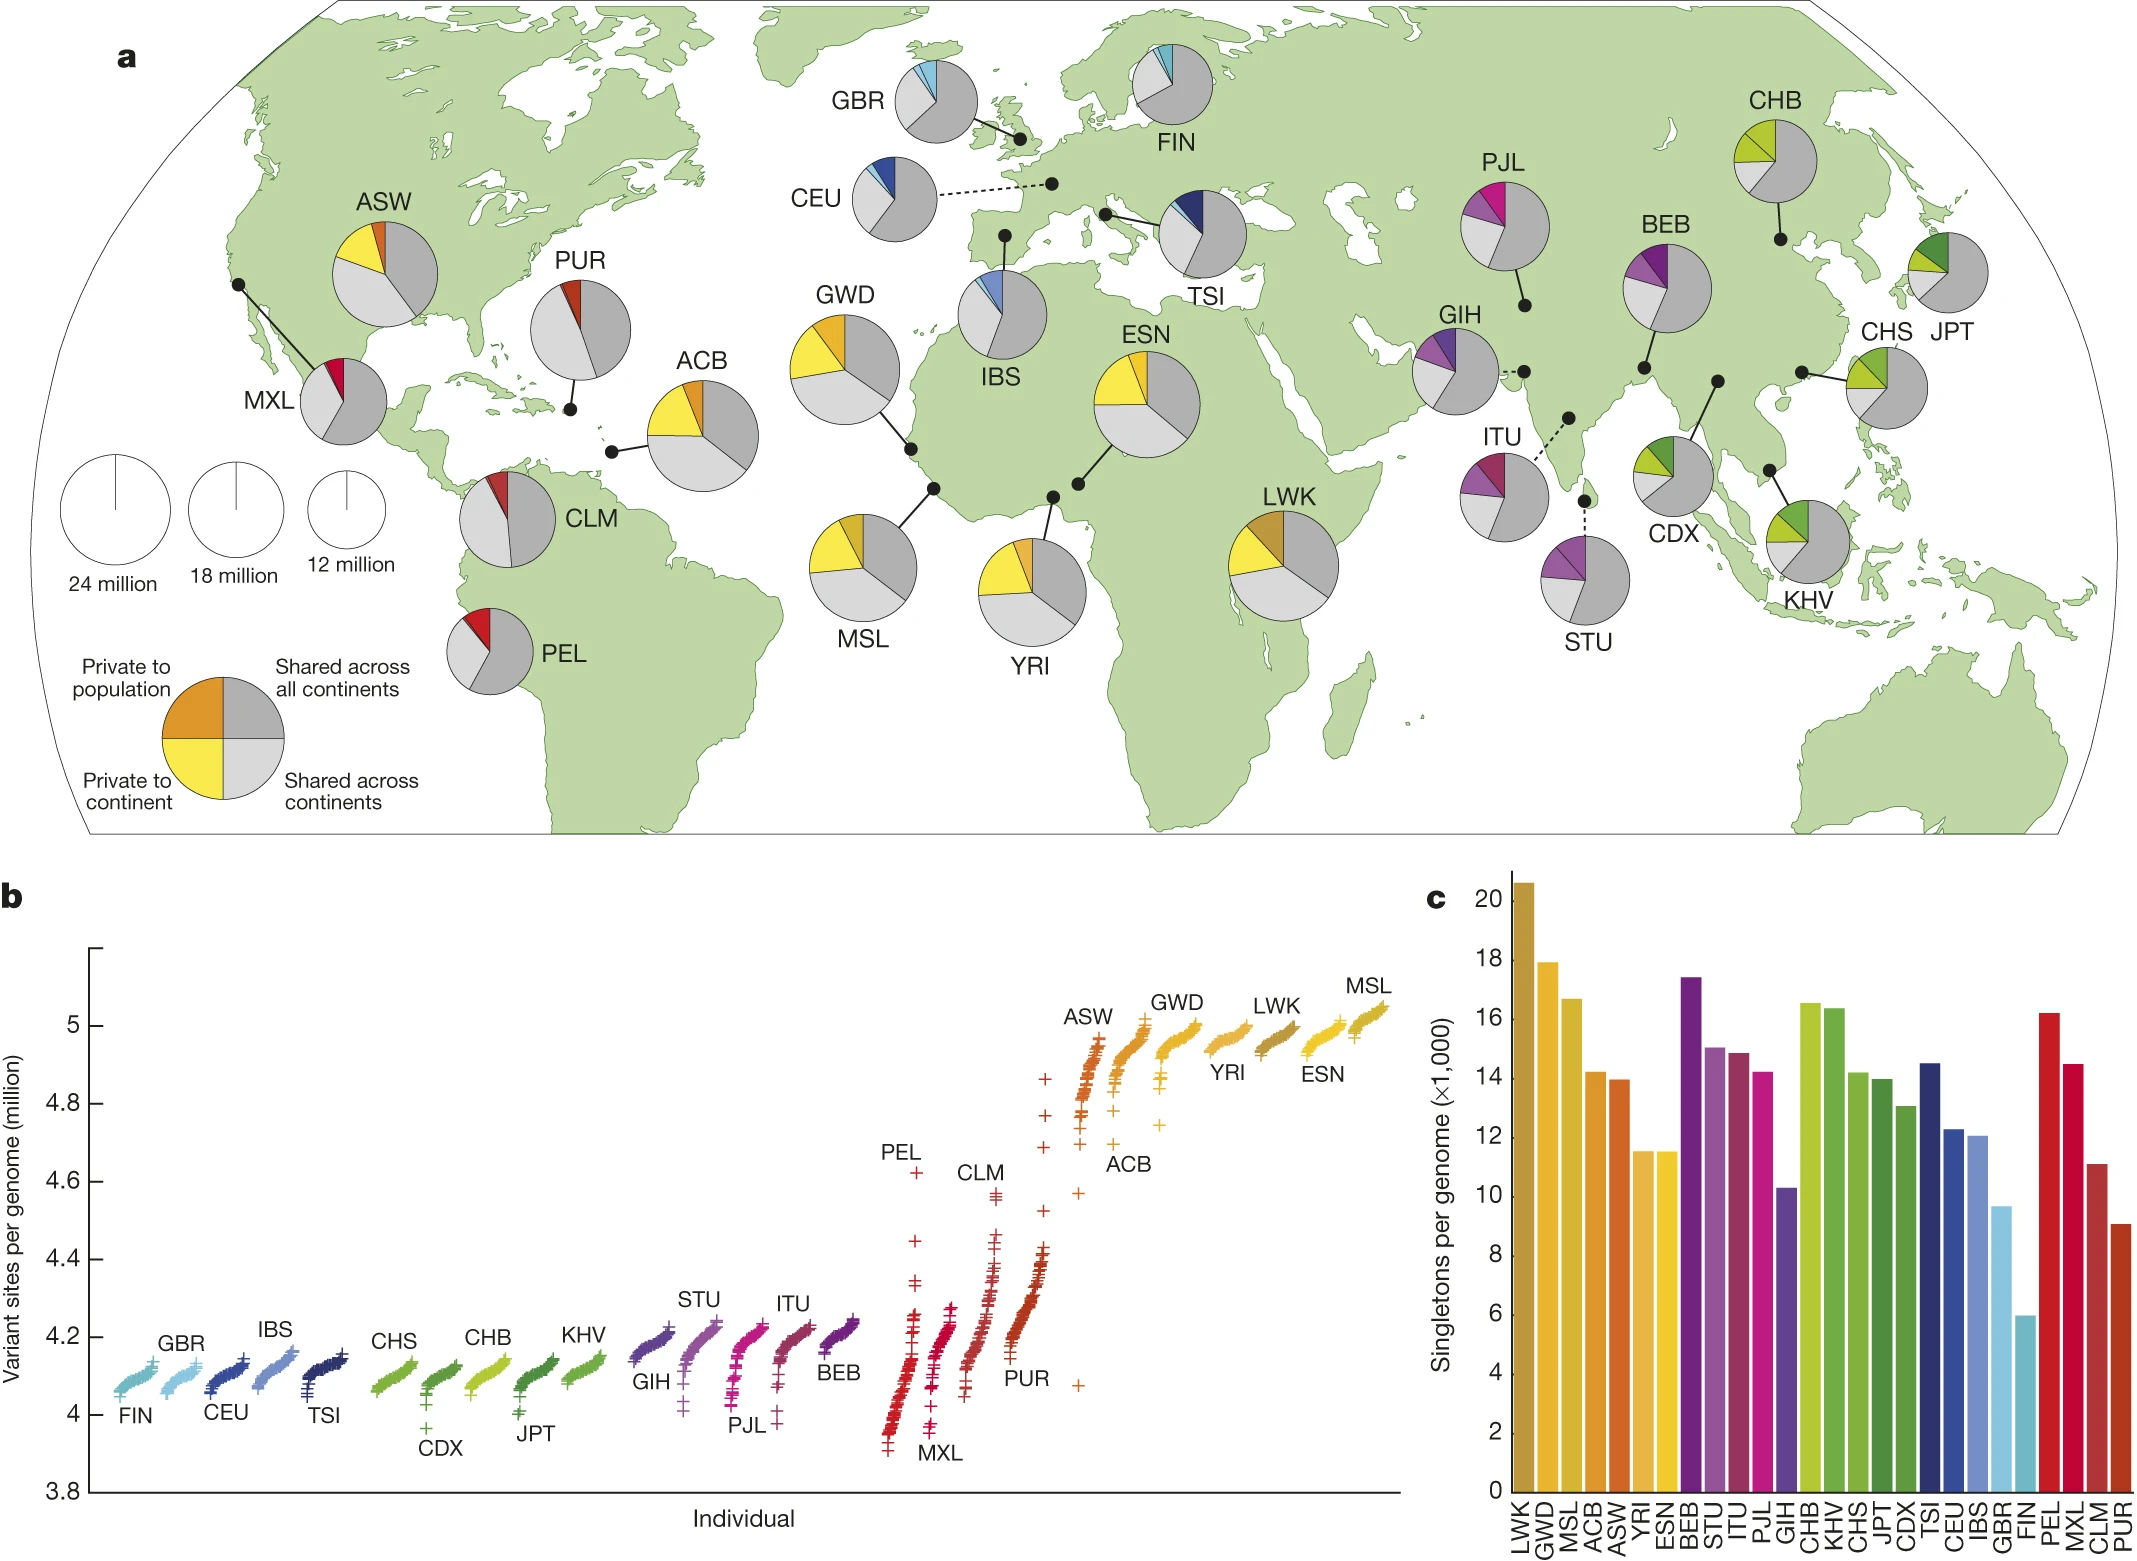 a
GBR
FIN
CHB
CEU
PJL
ASW
BEB
PUR
GWD
TSI
GIH
ESN
CHS
JPT
ACB
IBS
MXL
ITU
LWK
CLM
CDX
24 million
18 million
12 million
KHV
MSL
STU
PEL
YRI
Private to
population
Shared across
all continents
Private to
continent
Shared across
continents
b
Variant sites per genome (million)
5
4.8
4.6
4.4
4.2
4
3.8
FIN
GBR
CEU
IBS
TSI
CHS
CDX
CHB
JPT
KHV
GIH
STU
PJL
ITU
BEB
PEL
MXL
CLM
PUR
ASW
ACB
GWD
YRI
LWK
ESN
MSL
Individual
c
Singletons per genome (×1,000)
20
18
16
14
12
10
8
6
4
2
0
LWK
GWD
MSL
ACB
ASW
YRI
ESN
BEB
STU
ITU
PJL
GIH
CHB
KHV
CHS
JPT
CDX
TSI
CEU
IBS
GBR
FIN
PEL
MXL
CLM
PUR